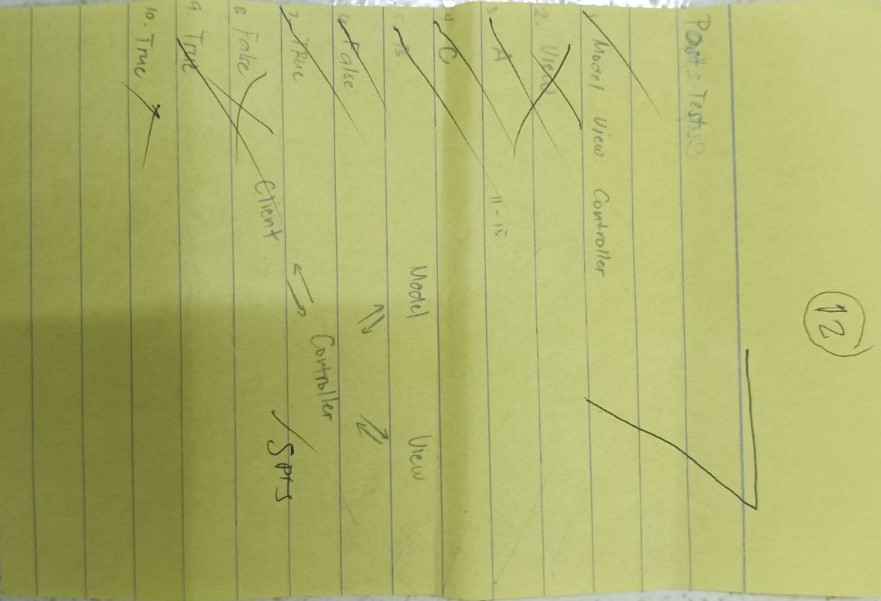 12
7
Post Test
1. Model View Controller
2. View
3. A
4. C
5. B
6. False
7. TRue
8. False
9. True
10. True
11-15
Model View
Controller
Client
5pts